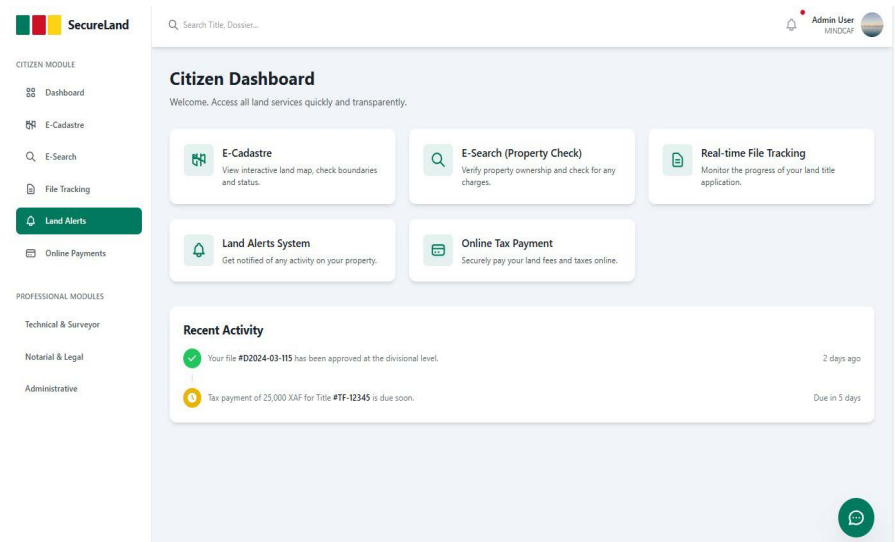 SecureLand
Search Title, Dossier...
Admin User
MINDCAF
CITIZEN MODULE
Dashboard
E-Cadastre
E-Search
File Tracking
Land Alerts
Online Payments
PROFESSIONAL MODULES
Technical & Surveyor
Notarial & Legal
Administrative
Citizen Dashboard
Welcome. Access all land services quickly and transparently.
E-Cadastre
View interactive land map, check boundaries
and status.
E-Search (Property Check)
Verify property ownership and check for any
charges.
Real-time File Tracking
Monitor the progress of your land title
application.
Land Alerts System
Get notified of any activity on your property.
Online Tax Payment
Securely pay your land fees and taxes online.
Recent Activity
Your file #D2024-03-115 has been approved at the divisional level.
2 days ago
Tax payment of 25,000 XAF for Title #TF-12345 is due soon.
Due in 5 days